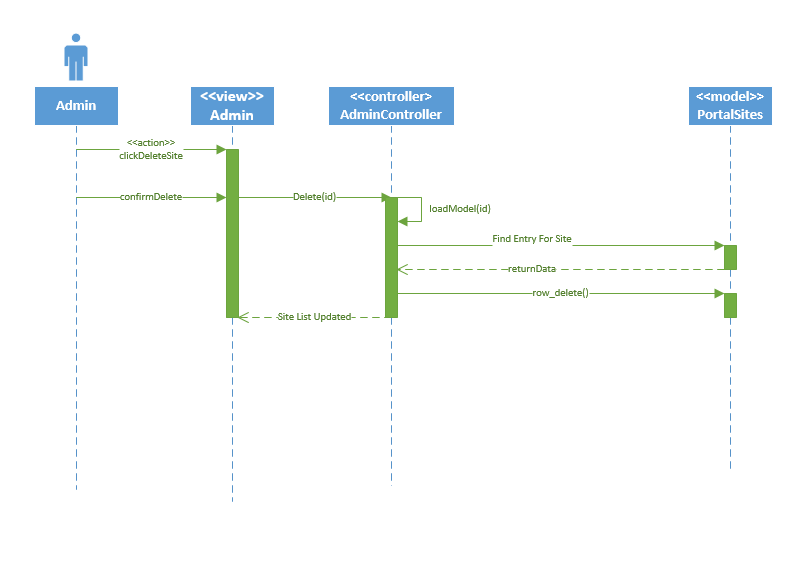 Admin
<<view>>
Admin
<<controller>
AdminController
<<model>>
PortalSites
<<action>>
clickDeleteSite
confirmDelete
Delete(id)
loadModel(id)
Find Entry For Site
returnData
row_delete()
Site List Updated